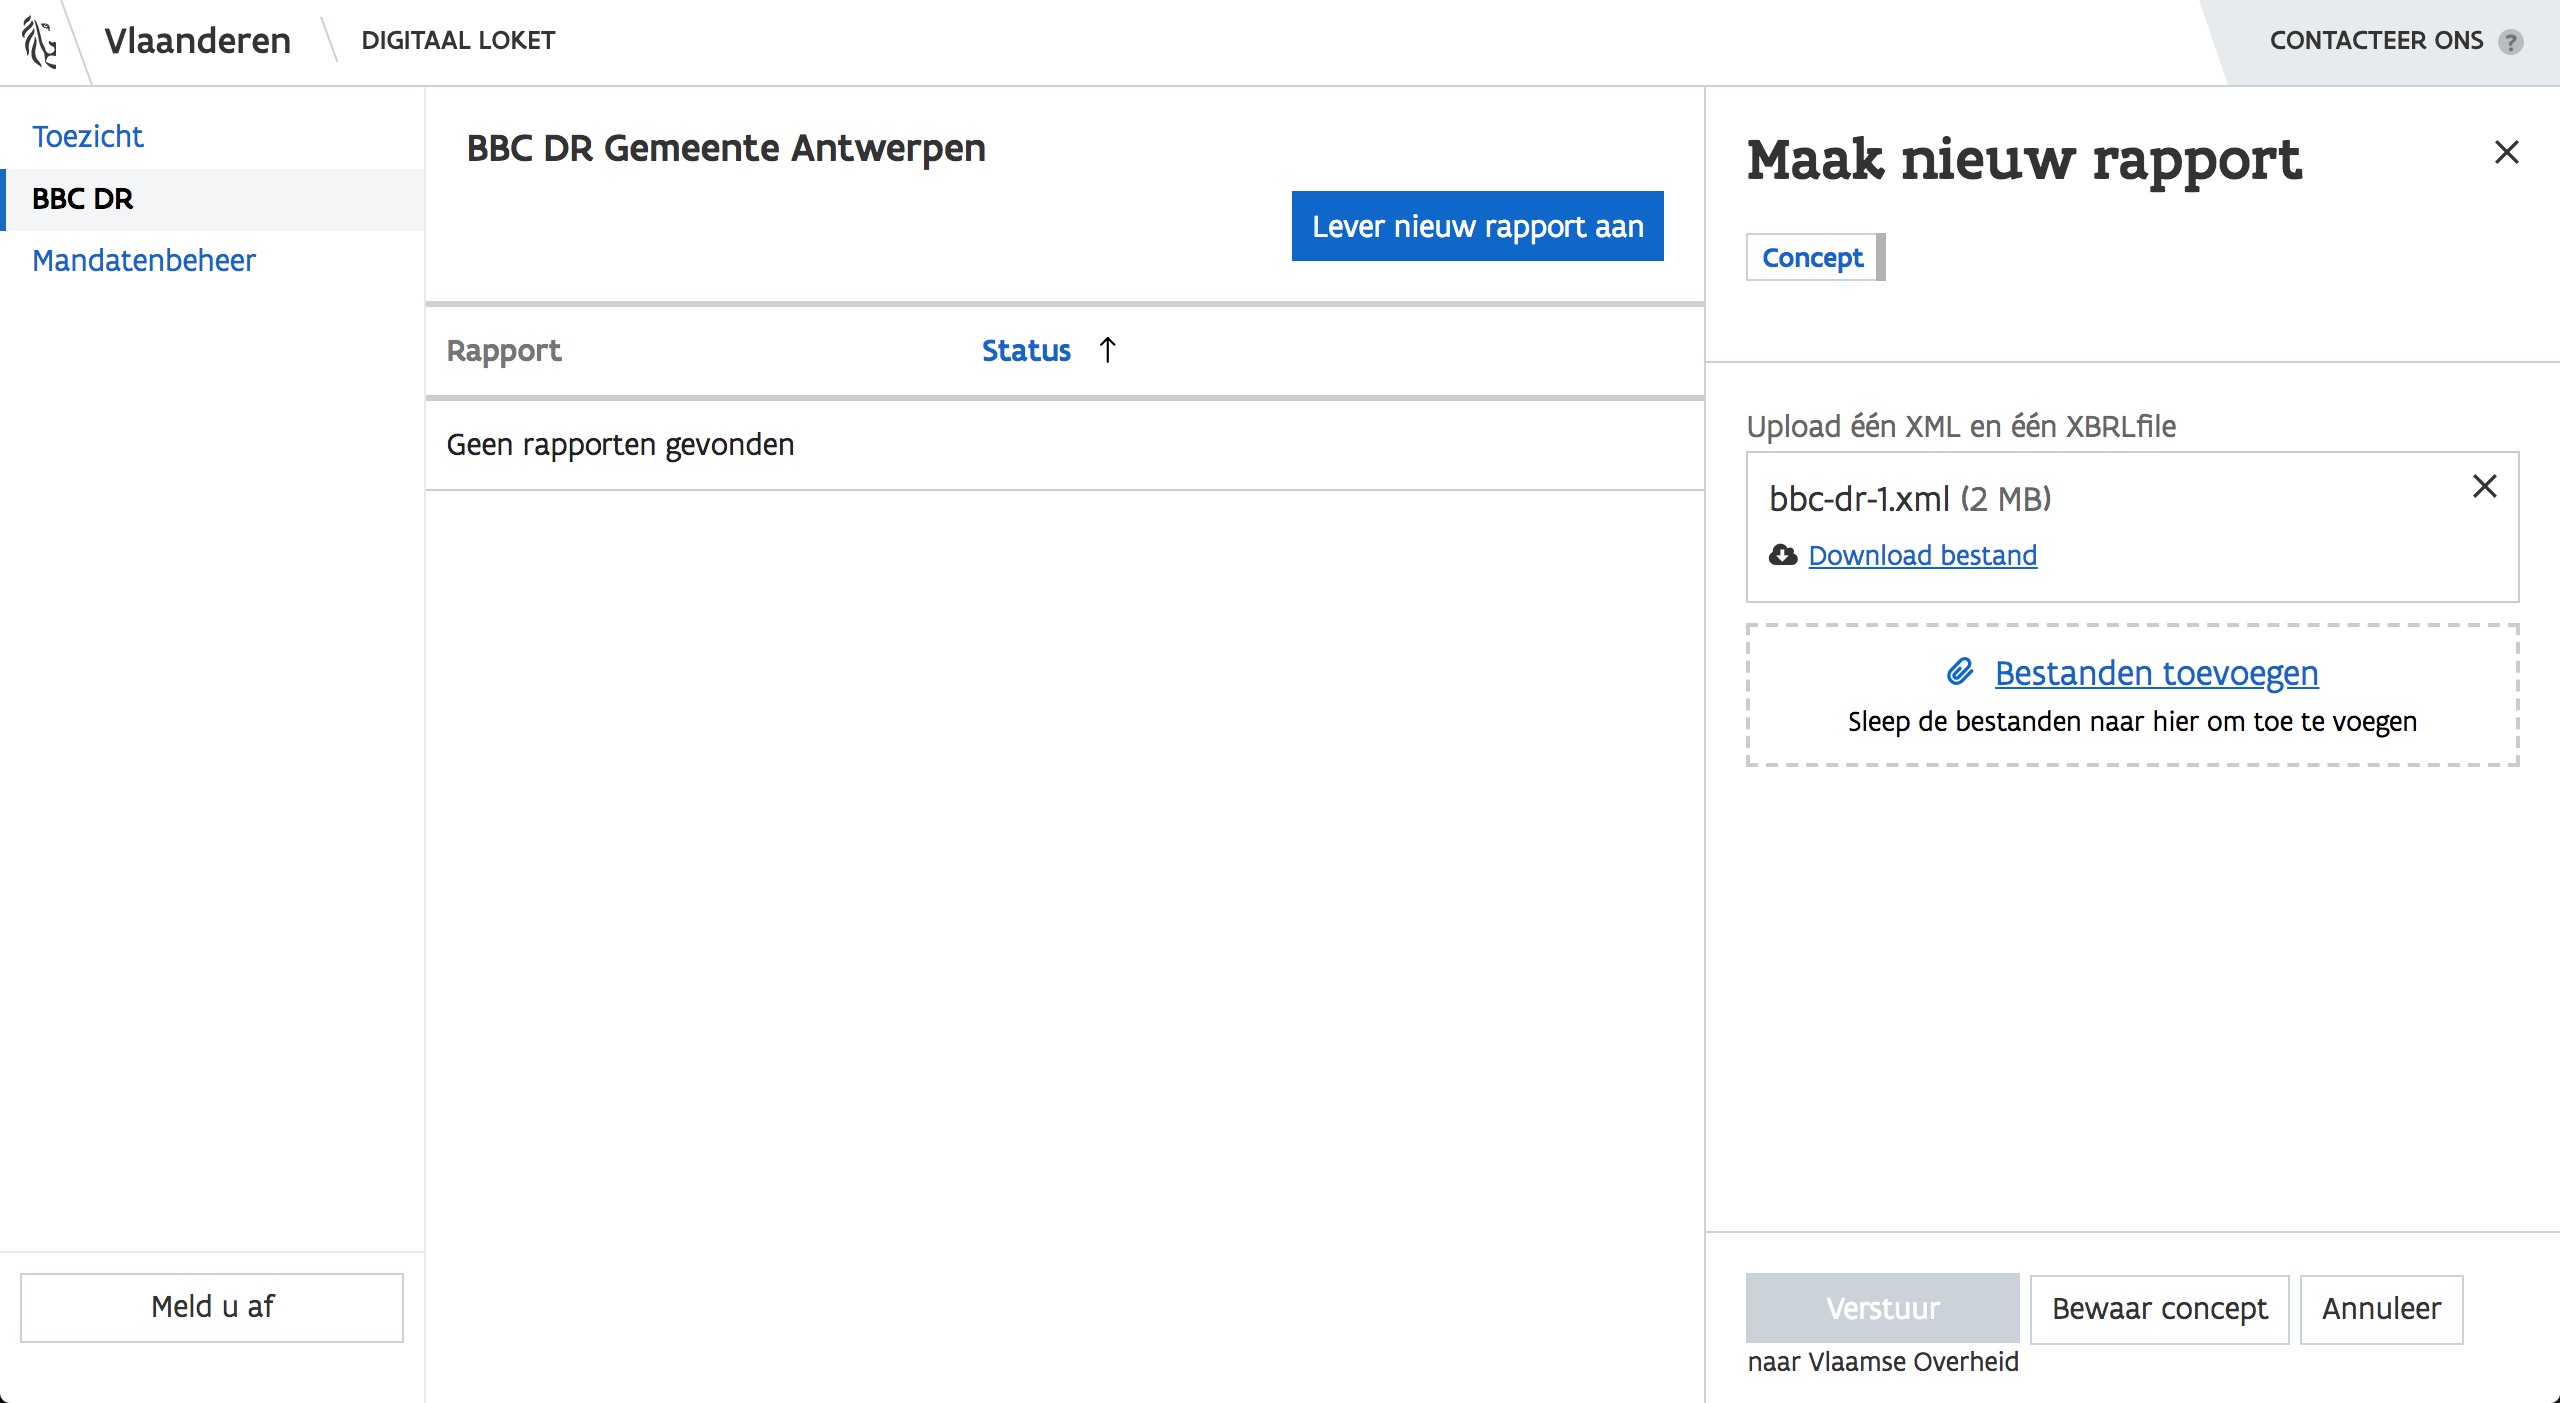 Vlaanderen
DIGITAAL LOKET
CONTACTEER ONS ?
Toezicht
BBC DR
Mandatenbeheer
Meld u af
BBC DR Gemeente Antwerpen
Lever nieuw rapport aan
Rapport
Status ↑
Geen rapporten gevonden
Maak nieuw rapport
Concept
Upload één XML en één XBRLfile
bbc-dr-1.xml (2 MB)
Download bestand
Bestanden toevoegen
Sleep de bestanden naar hier om toe te voegen
Verstuur
naar Vlaamse Overheid
Bewaar concept
Annuleer